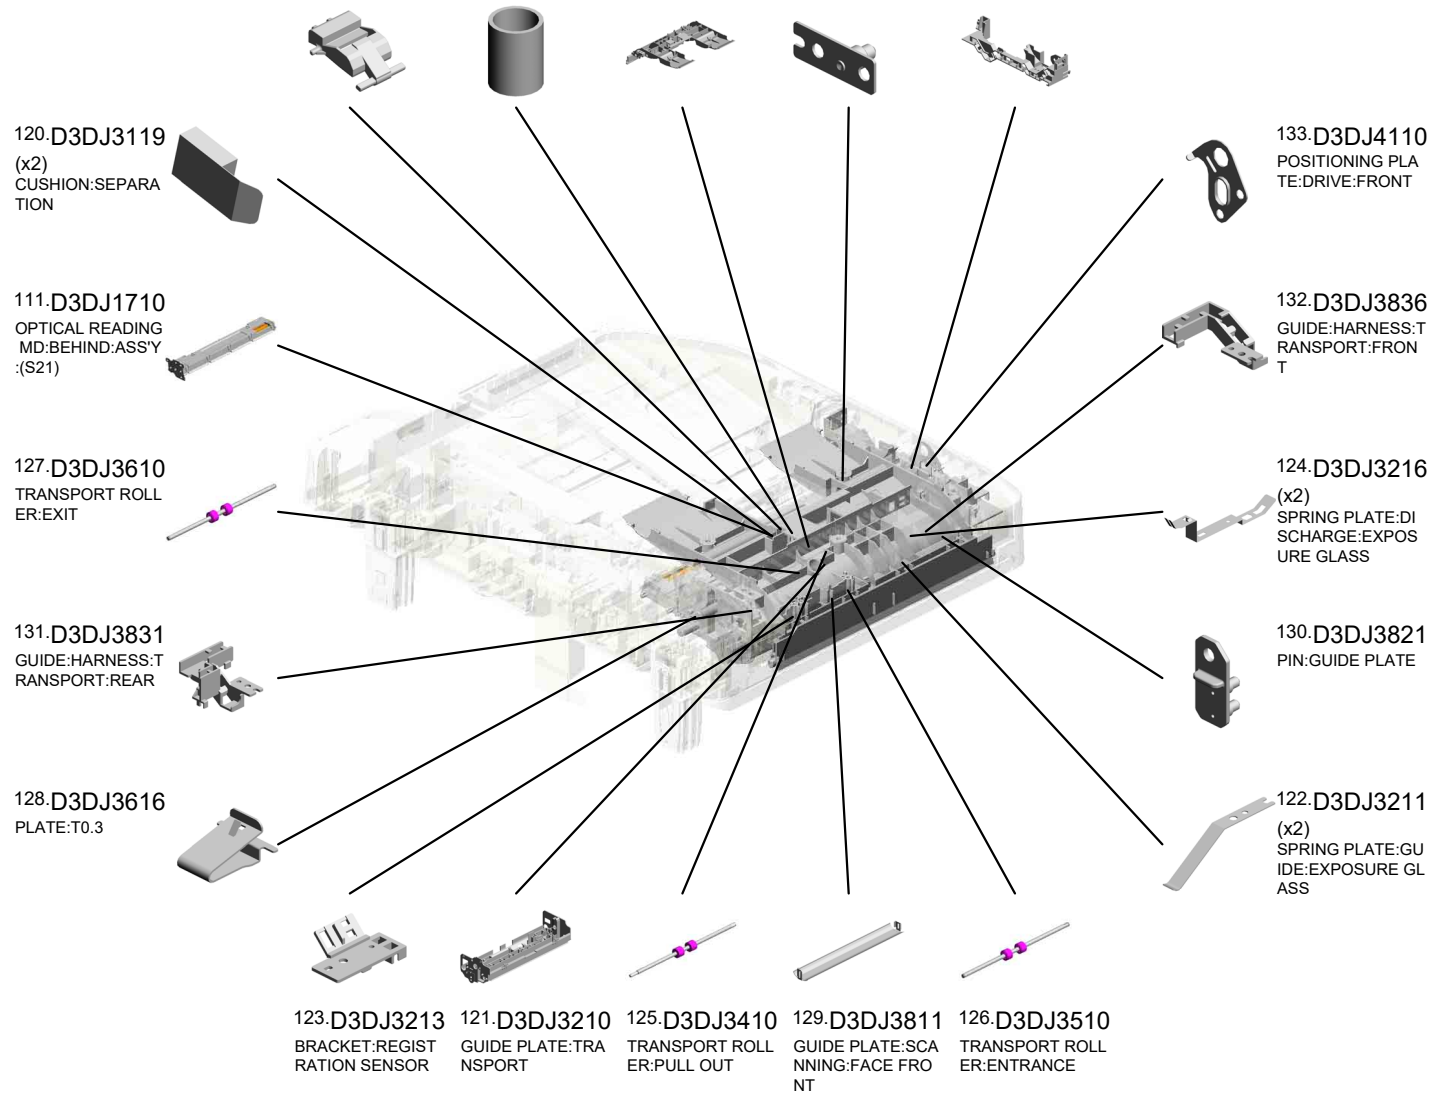 120.D3DJ3119
(x2)
CUSHION:SEPARA
TION
111.D3DJ1710
OPTICAL READING
MD:BEHIND:ASS'Y
:(S21)
127.D3DJ3610
TRANSPORT ROLL
ER:EXIT
131.D3DJ3831
GUIDE:HARNESS:T
RANSPORT:REAR
128.D3DJ3616
PLATE:T0.3
123.D3DJ3213
BRACKET:REGIST
RATION SENSOR
121.D3DJ3210
GUIDE PLATE:TRA
NSPORT
125.D3DJ3410
TRANSPORT ROLL
ER:PULL OUT
129.D3DJ3811
GUIDE PLATE:SCA
NNING:FACE FRO
NT
126.D3DJ3510
TRANSPORT ROLL
ER:ENTRANCE
133.D3DJ4110
POSITIONING PLA
TE:DRIVE:FRONT
132.D3DJ3836
GUIDE:HARNESS:T
RANSPORT:FRON
T
124.D3DJ3216
(x2)
SPRING PLATE:DI
SCHARGE:EXPOS
URE GLASS
130.D3DJ3821
PIN:GUIDE PLATE
122.D3DJ3211
(x2)
SPRING PLATE:GU
IDE:EXPOSURE GL
ASS